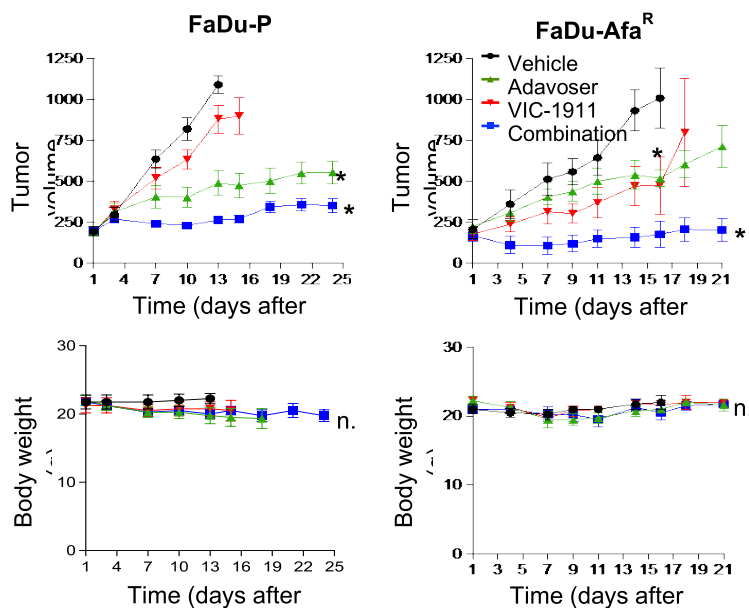 FaDu-P
1250
1000
750
500
250
0
Tumor
volume
1 4 7 10 13 16 19 22 25
Time (days after
*
*
FaDu-Afa^R
Vehicle
Adavoser
VIC-1911
Combination
1250
1000
750
500
250
0
Tumor
volume
1 3 5 7 9 11 13 15 17 19 21
Time (days after
*
*
30
20
10
0
Body weight
1 4 7 10 13 16 19 22 25
Time (days after
n.
30
20
10
0
Body weight
1 3 5 7 9 11 13 15 17 19 21
Time (days after
n